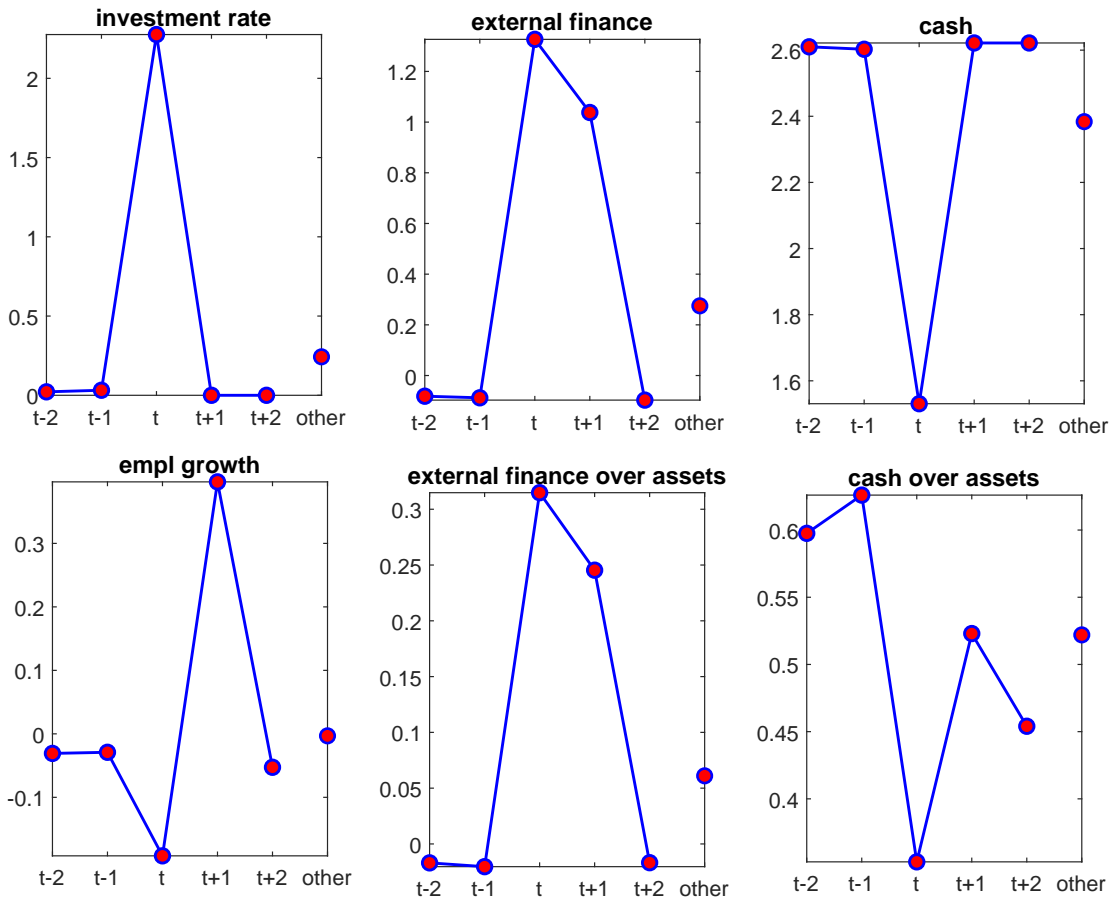 investment rate
2
1.5
1
0.5
0
t-2 t-1 t t+1 t+2 other
external finance
1.2
1
0.8
0.6
0.4
0.2
0
t-2 t-1 t t+1 t+2 other
cash
2.6
2.4
2.2
2
1.8
1.6
t-2 t-1 t t+1 t+2 other
empl growth
0.3
0.2
0.1
0
-0.1
t-2 t-1 t t+1 t+2 other
external finance over assets
0.3
0.25
0.2
0.15
0.1
0.05
0
t-2 t-1 t t+1 t+2 other
cash over assets
0.6
0.55
0.5
0.45
0.4
t-2 t-1 t t+1 t+2 other